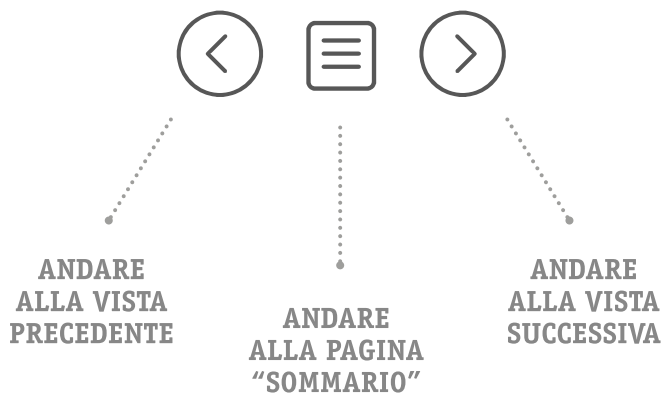 ANDARE
ALLA VISTA
PRECEDENTE
ANDARE
ALLA PAGINA
“SOMMARIO”
ANDARE
ALLA VISTA
SUCCESSIVA